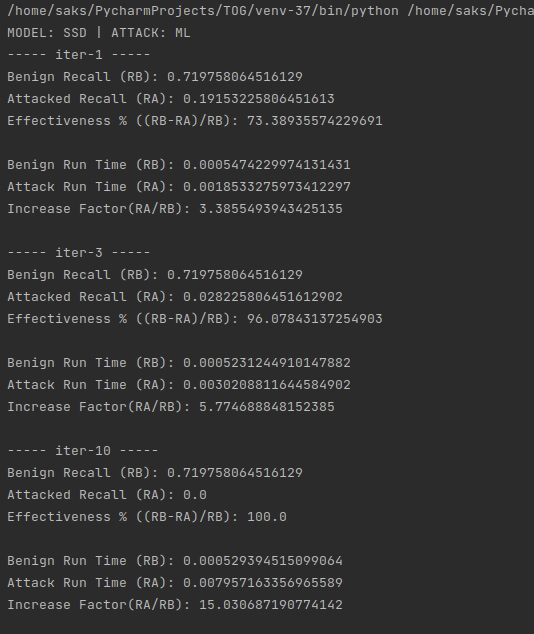 /home/saks/PycharmProjects/TOG/venv-37/bin/python /home/saks/Pycha
MODEL: SSD | ATTACK: ML
----- iter-1 -----
Benign Recall (RB): 0.719758064516129
Attacked Recall (RA): 0.19153225806451613
Effectiveness % ((RB-RA)/RB): 73.38935574229691
Benign Run Time (RB): 0.0005474229974131431
Attack Run Time (RA): 0.0018533275973412297
Increase Factor(RA/RB): 3.3855493943425135
----- iter-3 -----
Benign Recall (RB): 0.719758064516129
Attacked Recall (RA): 0.028225806451612902
Effectiveness % ((RB-RA)/RB): 96.07843137254903
Benign Run Time (RB): 0.0005231244910147882
Attack Run Time (RA): 0.0030208811644584902
Increase Factor(RA/RB): 5.774688848152385
----- iter-10 -----
Benign Recall (RB): 0.719758064516129
Attacked Recall (RA): 0.0
Effectiveness % ((RB-RA)/RB): 100.0
Benign Run Time (RB): 0.000529394515099064
Attack Run Time (RA): 0.007957163356965589
Increase Factor(RA/RB): 15.030687190774142